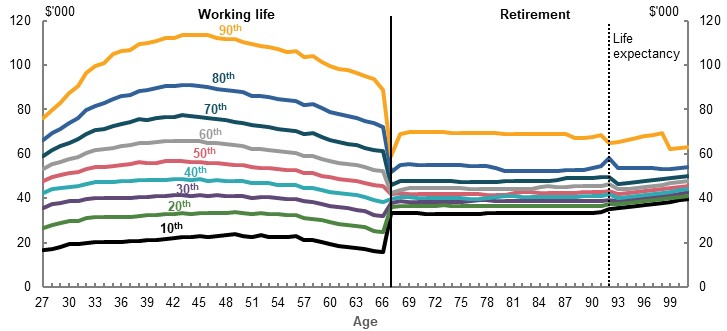 $'000 Working life Retirement $'000
120 120
90th
Life
expectancy
100 100
80th
80 80
70th
60th
60 60
50th
40th
40 30th 40
20th
10th
20 20
0 0
27 30 33 36 39 42 45 48 51 54 57 60 63 66 69 72 75 78 81 84 87 90 93 96 99
Age